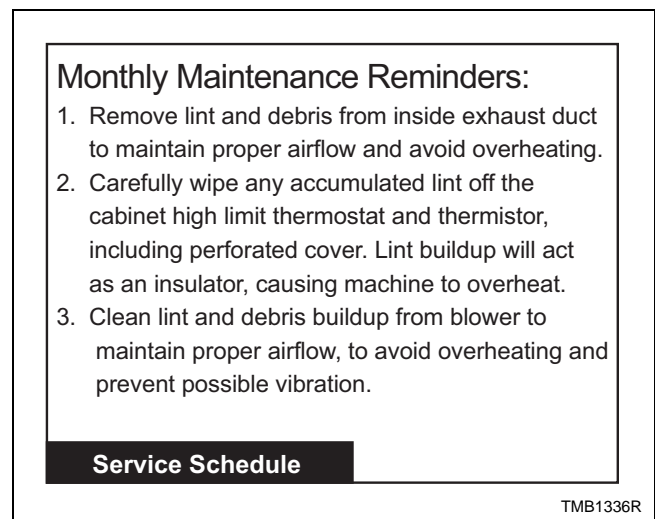 Monthly Maintenance Reminders:
1. Remove lint and debris from inside exhaust duct
to maintain proper airflow and avoid overheating.
2. Carefully wipe any accumulated lint off the
cabinet high limit thermostat and thermistor,
including perforated cover. Lint buildup will act
as an insulator, causing machine to overheat.
3. Clean lint and debris buildup from blower to
maintain proper airflow, to avoid overheating and
prevent possible vibration.
Service Schedule
TMB1336R